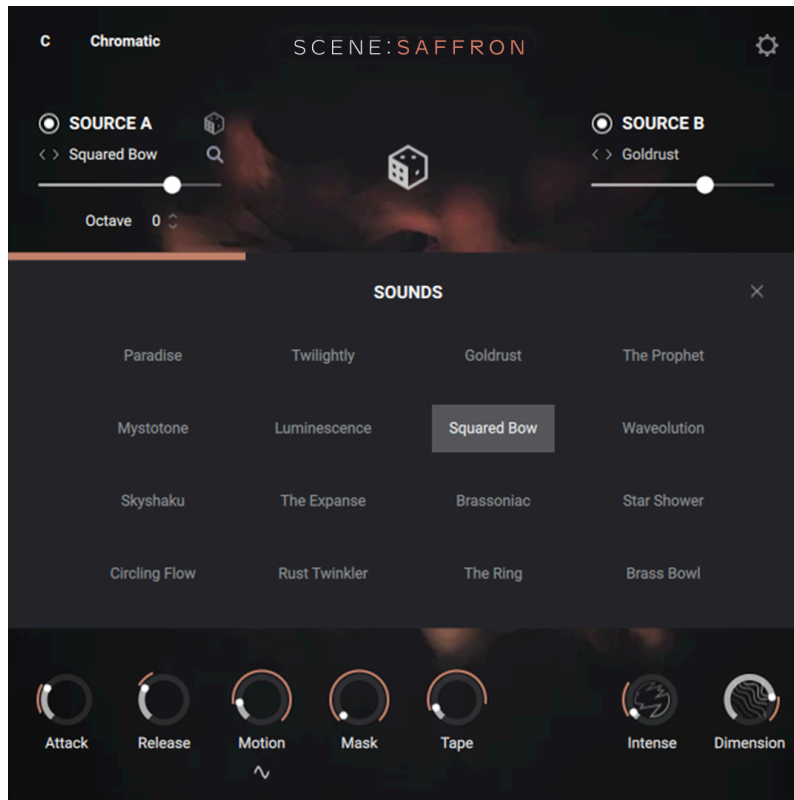 C Chromatic SCENE:SAFFRON
SOURCE A SOURCE B
< > Squared Bow < > Goldrust
Octave 0
SOUNDS ×
Paradise Twilightly Goldrust The Prophet
Mystotone Luminescence Squared Bow Waveolution
Skyshaku The Expanse Brassoniac Star Shower
Circling Flow Rust Twinkler The Ring Brass Bowl
Attack Release Motion Mask Tape Intense Dimension